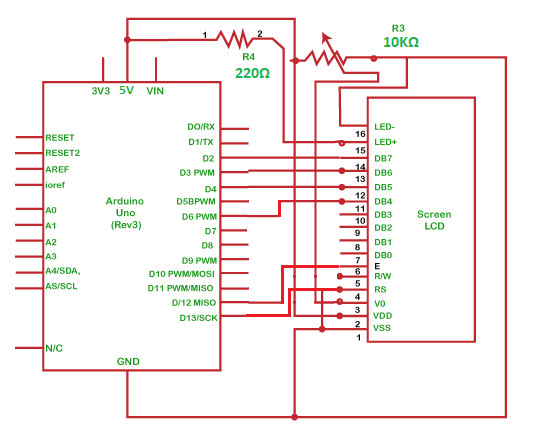 R3
10KΩ
1
2
R4
220Ω
3V3
5V
VIN
RESET
RESET2
AREF
ioref
A0
A1
A2
A3
A4/SDA,
AS/SCL
N/C
Arduino
Uno
(Rev3)
GND
DO/RX
D1/TX
D2
D3 PWM
D4
D5BPWM
D6 PWM
D7
D8
D9 PWM
D10 PWM/MOSI
D11 PWM/MISO
D/12 MISO
D13/SCK
16
15
14
13
12
11
10
9
8
7
6
5
4
3
2
1
LED-
LED+
DB7
DB6
DB5
DB4
DB3
DB2
DB1
DB0
E
R/W
RS
V0
VDD
VSS
Screen
LCD